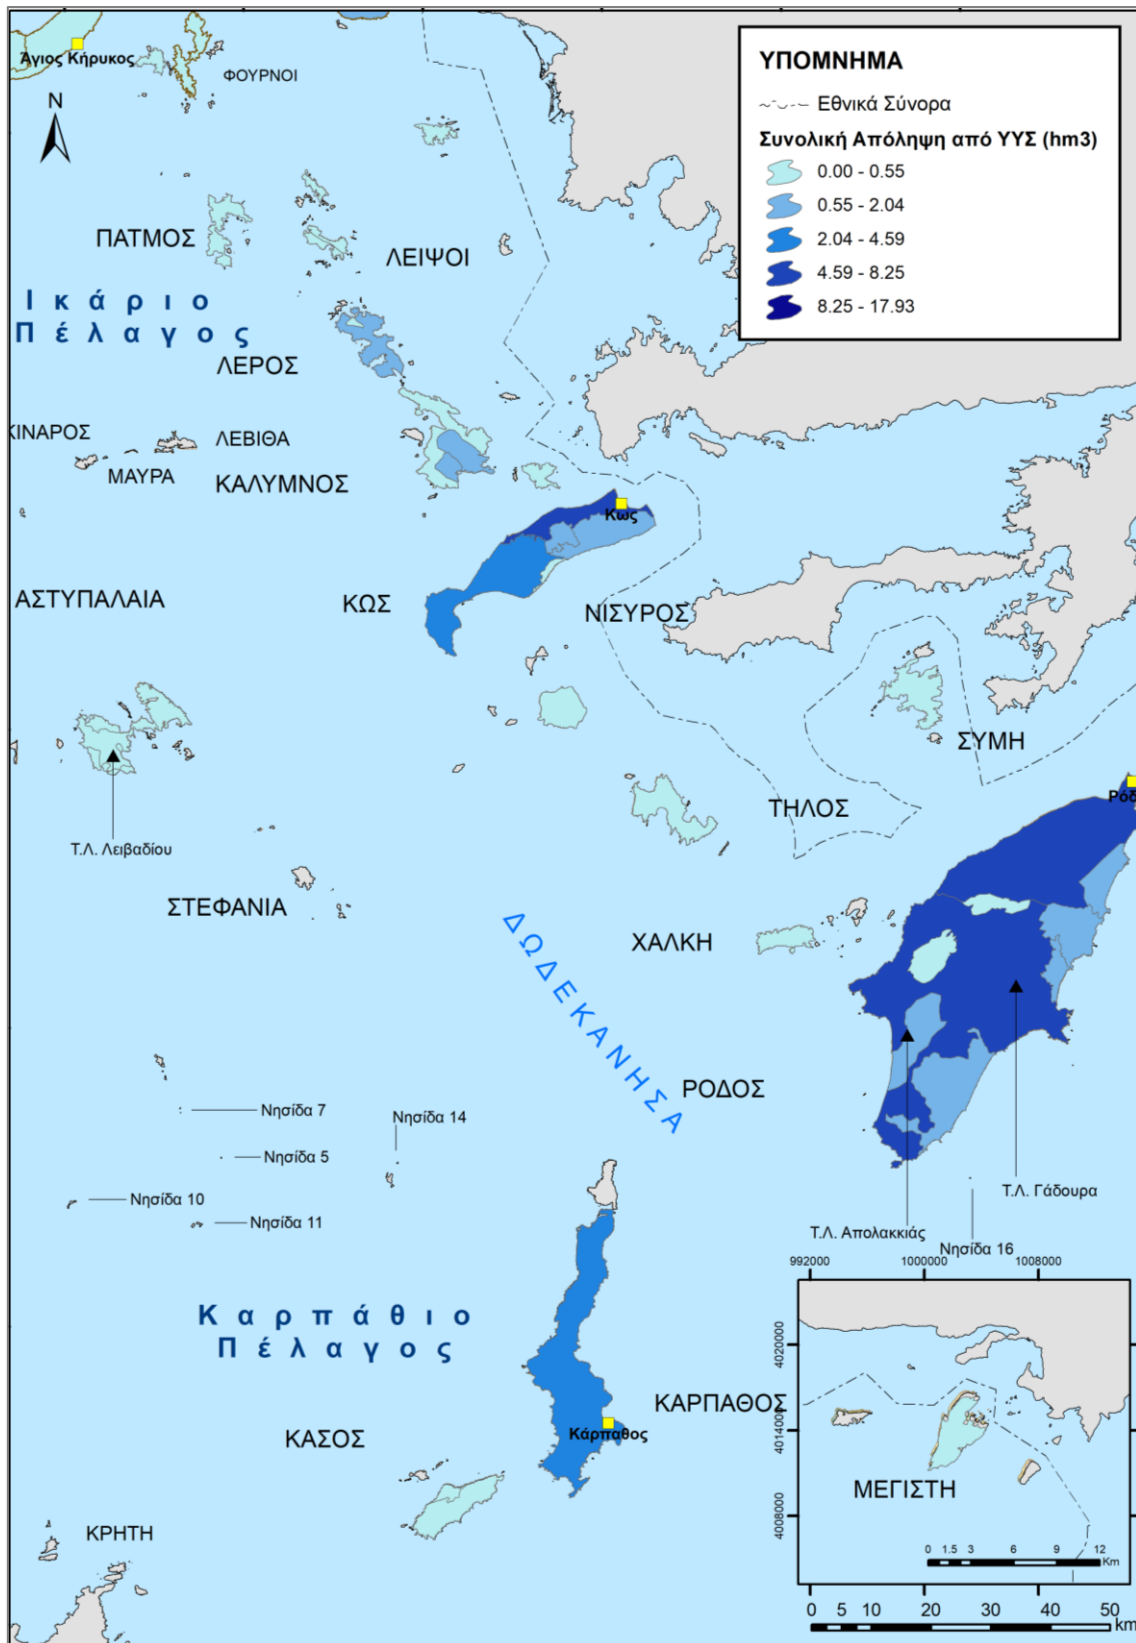 Άγιος Κήρυκος
ΦΟΥΡΝΟΙ
N
ΥΠΟΜΝΗΜΑ
Εθνικά Σύνορα
Συνολική Απόληψη από ΥΥΣ (hm3)
0.00 - 0.55
0.55 - 2.04
2.04 - 4.59
4.59 - 8.25
8.25 - 17.93
ΠΑΤΜΟΣ
ΛΕΙΨΟΙ
Ικάριο
Πέλαγος
ΛΕΡΟΣ
ΚΙΝΑΡΟΣ
ΛΕΒΙΘΑ
ΜΑΥΡΑ
ΚΑΛΥΜΝΟΣ
Κως
ΑΣΤΥΠΑΛΑΙΑ
ΚΩΣ
ΝΙΣΥΡΟΣ
ΣΥΜΗ
Ρόδ
ΤΗΛΟΣ
Τ.Λ. Λειβαδίου
ΣΤΕΦΑΝΙΑ
ΧΑΛΚΗ
ΔΩΔΕΚΑΝΗΣΑ
ΡΟΔΟΣ
Νησίδα 7
Νησίδα 14
Νησίδα 5
Νησίδα 10
Νησίδα 11
Τ.Λ. Γάδουρα
Τ.Λ. Απολακκιάς
Νησίδα 16
Καρπάθιο
Πέλαγος
ΚΑΡΠΑΘΟΣ
Κάρπαθος
ΚΑΣΟΣ
ΚΡΗΤΗ
992000 1000000 1008000
4020000
4014000
4008000
ΜΕΓΙΣΤΗ
0 1.5 3 6 9 12
Km
0 5 10 20 30 40 50
km